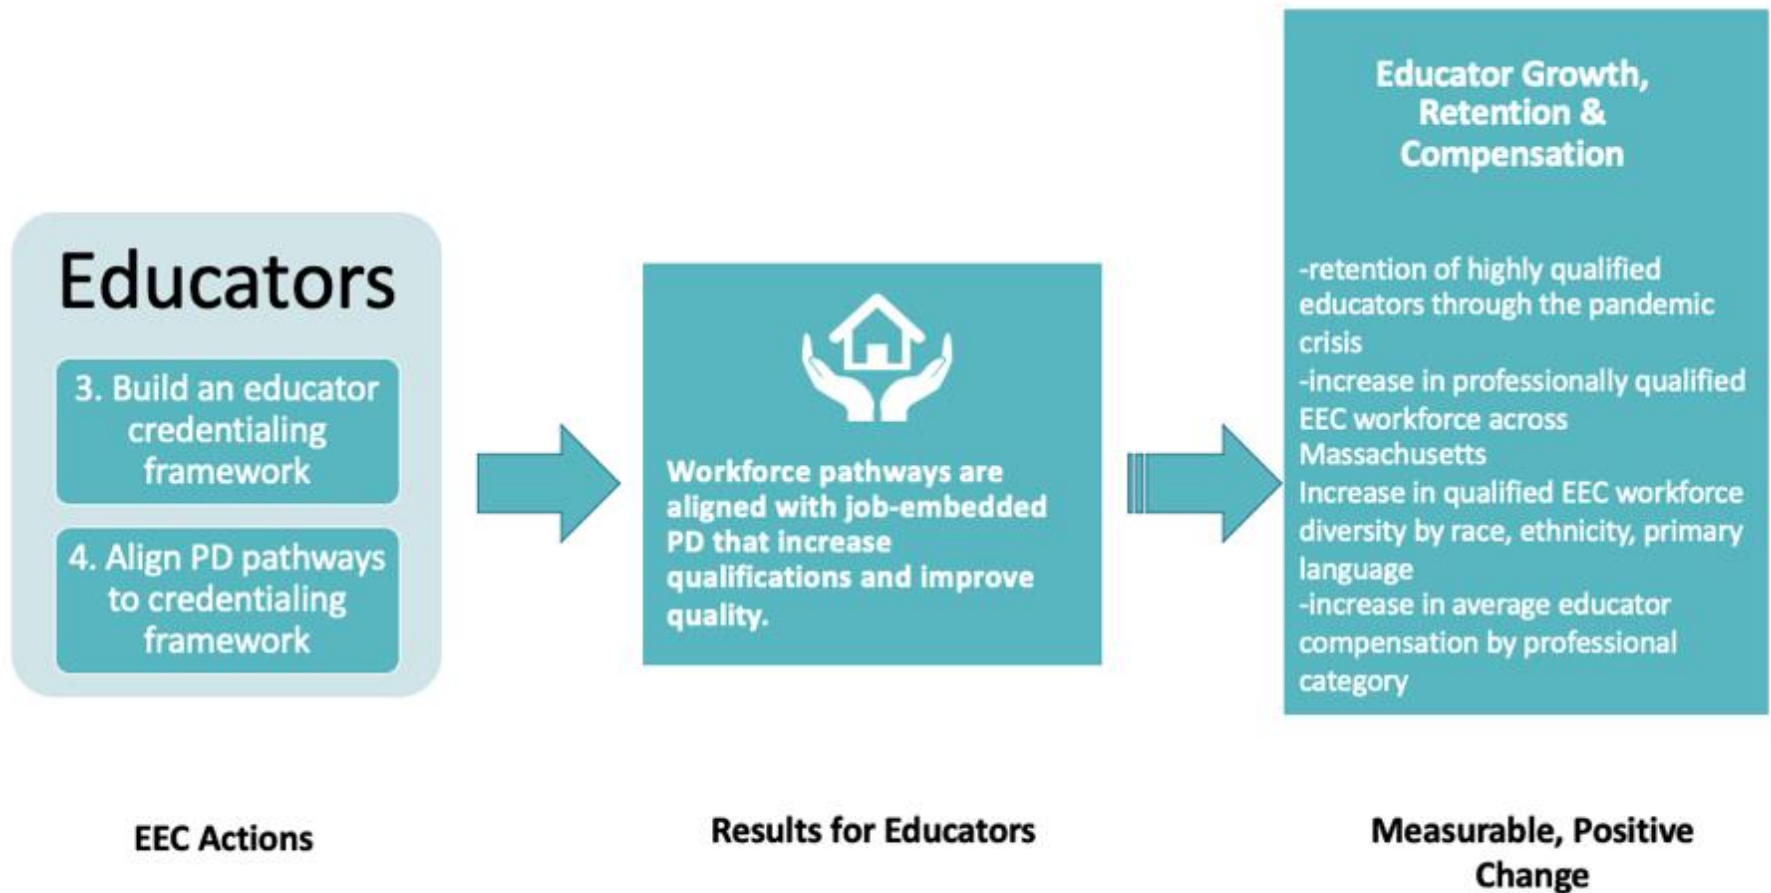 Educators
3. Build an educator
credentialing
framework
4. Align PD pathways
to credentialing
framework
EEC Actions
Workforce pathways are
aligned with job-embedded
PD that increase
qualifications and improve
quality.
Results for Educators
Educator Growth,
Retention &
Compensation
-retention of highly qualified
educators through the pandemic
crisis
-increase in professionally qualified
EEC workforce across
Massachusetts
Increase in qualified EEC workforce
diversity by race, ethnicity, primary
language
-increase in average educator
compensation by professional
category
Measurable, Positive
Change